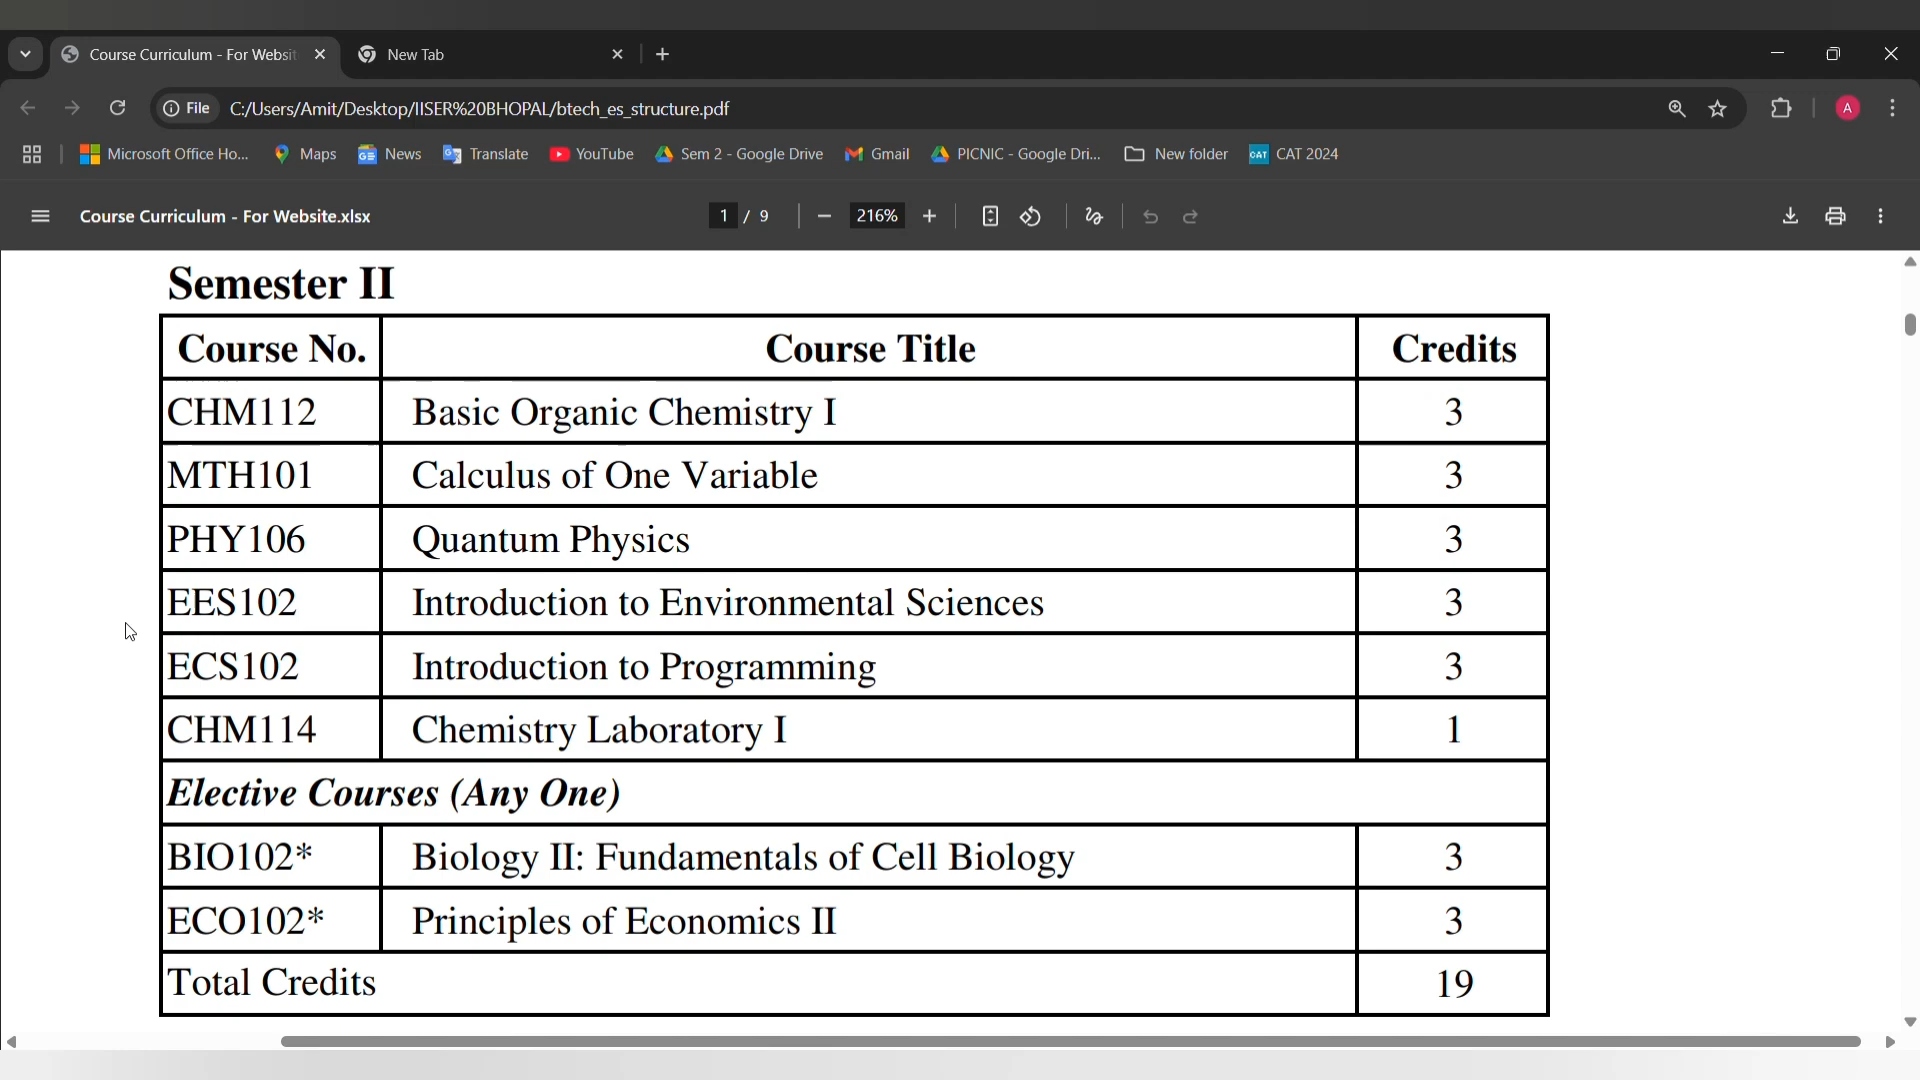 Course Curriculum - For Websit
New Tab
File
C:/Users/Amit/Desktop/IISER%20BHOPAL/btech_es_structure.pdf
A
Microsoft Office Ho...
Maps
News
Translate
YouTube
Sem 2 - Google Drive
Gmail
PICNIC - Google Dri...
New folder
CAT CAT 2024
Course Curriculum - For Website.xlsx
1 / 9
216%
Semester II
Course No. Course Title Credits
CHM112 Basic Organic Chemistry I 3
MTH101 Calculus of One Variable 3
PHY106 Quantum Physics 3
EES102 Introduction to Environmental Sciences 3
ECS102 Introduction to Programming 3
CHM114 Chemistry Laboratory I 1
Elective Courses (Any One)
BIO102* Biology II: Fundamentals of Cell Biology 3
ECO102* Principles of Economics II 3
Total Credits 19